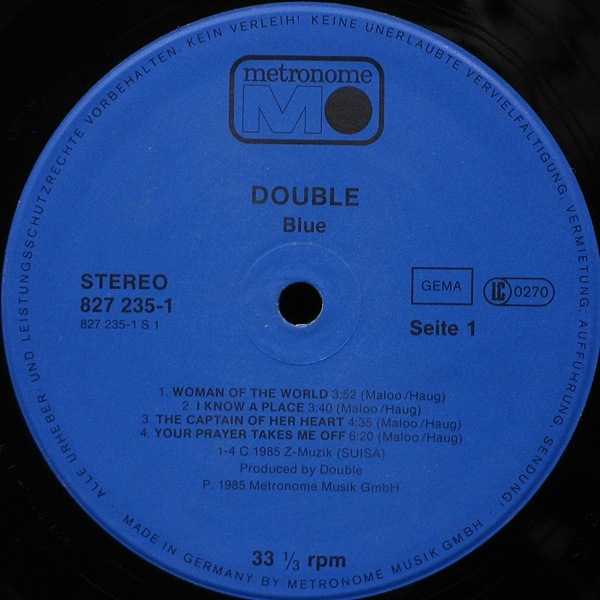 ALLE URHEBER- UND LEISTUNGSSCHUTZRECHTE VORBEHALTEN. KEIN VERLEIH! KEINE UNERLAUBTE VERVIELFÄLTIGUNG, VERMIETUNG, AUFFÜHRUNG, SENDUNG!
metronome
M
DOUBLE
Blue
STEREO
827 235-1
827 235-1 S 1
GEMA
LC 0270
Seite 1
1. WOMAN OF THE WORLD 3:52 (Maloo/Haug)
2. I KNOW A PLACE 3:40 (Maloo/Haug)
3. THE CAPTAIN OF HER HEART 4:35 (Maloo/Haug)
4. YOUR PRAYER TAKES ME OFF 6:20 (Maloo/Haug)
1-4 C 1985 Z-Muzik (SUISA)
Produced by Double
P. 1985 Metronome Musik GmbH
33 1/3 rpm
· MADE IN GERMANY BY METRONOME MUSIK GMBH ·